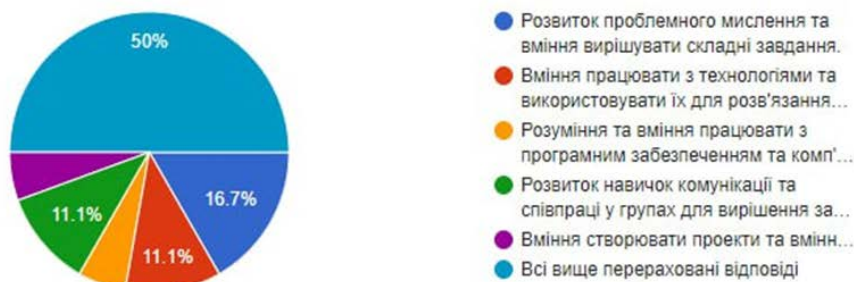 50%
16.7%
11.1%
11.1%
Розвиток проблемного мислення та
вміння вирішувати складні завдання.
Вміння працювати з технологіями та
використовувати їх для розв'язання...
Розуміння та вміння працювати з
програмним забезпеченням та комп'...
Розвиток навичок комунікації та
співпраці у групах для вирішення за...
Вміння створювати проекти та вмінн...
Всі вище перераховані відповіді